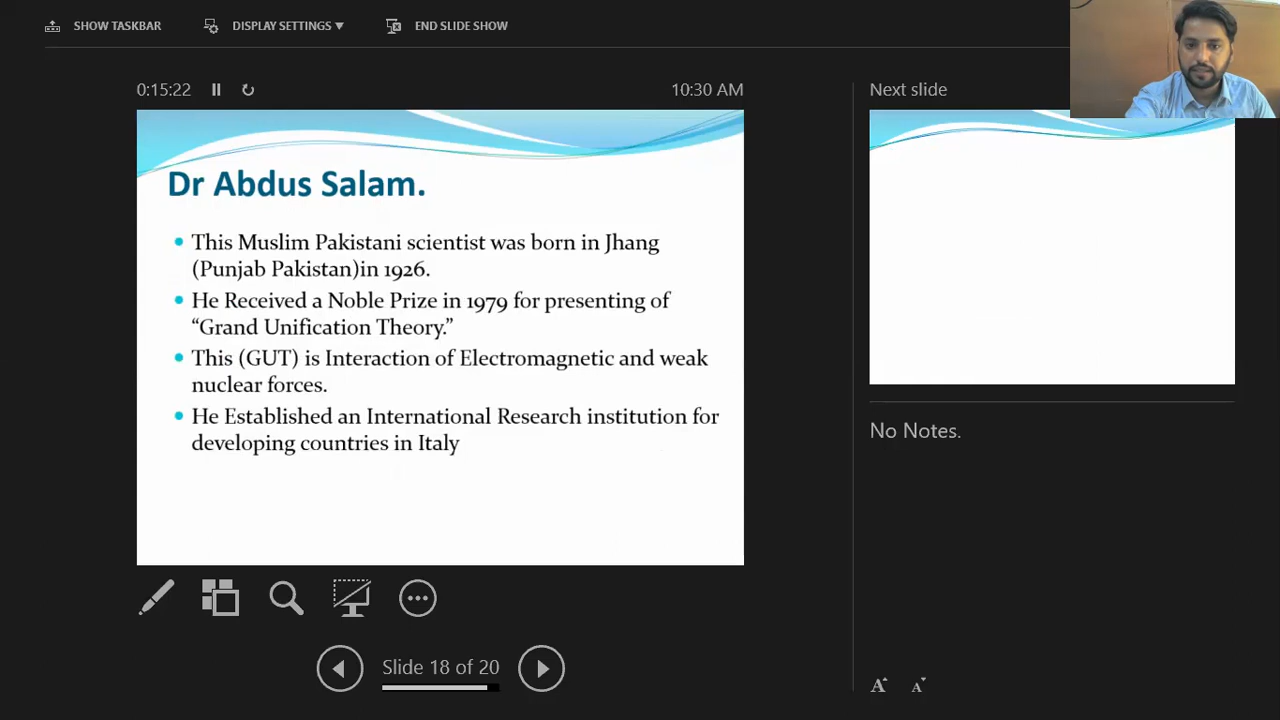 SHOW TASKBAR DISPLAY SETTINGS ▼ END SLIDE SHOW
0:15:22 10:30 AM
Next slide
Dr Abdus Salam.
• This Muslim Pakistani scientist was born in Jhang
(Punjab Pakistan)in 1926.
• He Received a Noble Prize in 1979 for presenting of
“Grand Unification Theory.”
• This (GUT) is Interaction of Electromagnetic and weak
nuclear forces.
• He Established an International Research institution for
developing countries in Italy
No Notes.
Slide 18 of 20
A A